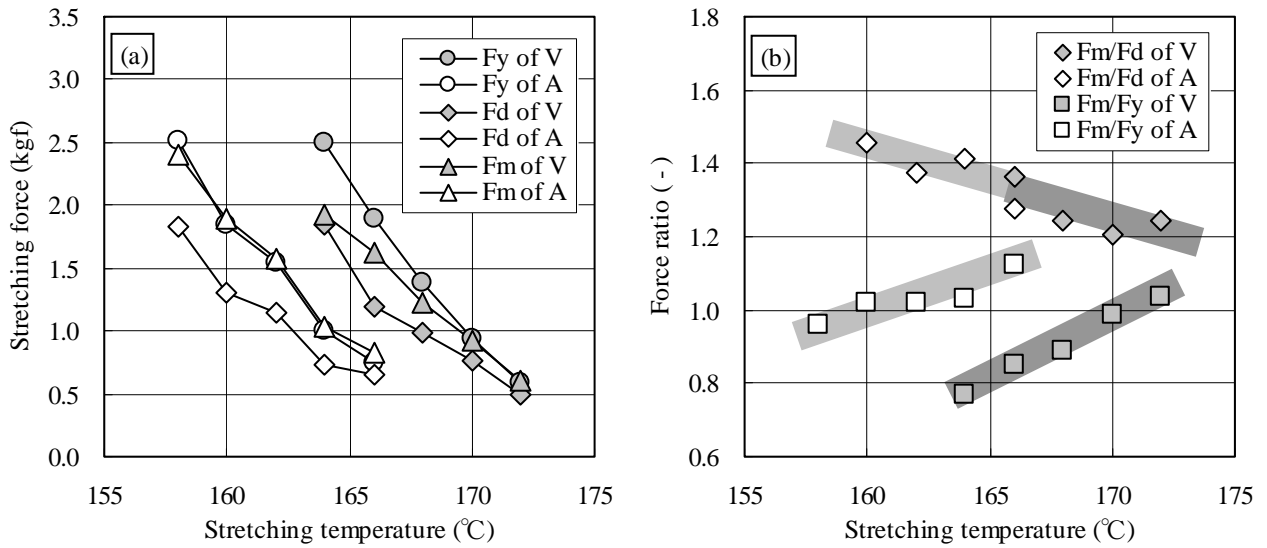 (a)
Fy of V
Fy of A
Fd of V
Fd of A
Fm of V
Fm of A
3.5
3.0
2.5
2.0
1.5
1.0
0.5
0.0
Stretching force (kgf)
155 160 165 170 175
Stretching temperature (℃)
(b)
Fm/Fd of V
Fm/Fd of A
Fm/Fy of V
Fm/Fy of A
1.8
1.6
1.4
1.2
1.0
0.8
0.6
Force ratio ( - )
155 160 165 170 175
Stretching temperature (℃)